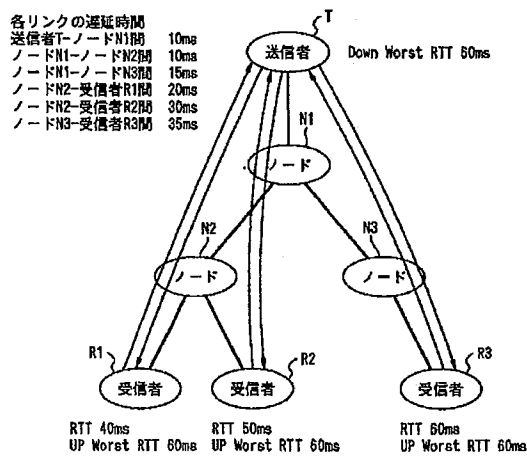 各リンクの遅延時間
送信者T-ノードN1間 10ms
ノードN1-ノードN2間 10ms
ノードN1-ノードN3間 15ms
ノードN2-受信者R1間 20ms
ノードN2-受信者R2間 30ms
ノードN3-受信者R3間 35ms
T
送信者
Down Worst RTT 60ms
N1
ノード
N2
ノード
N3
ノード
R1
受信者
R2
受信者
R3
受信者
RTT 40ms
UP Worst RTT 60ms
RTT 50ms
UP Worst RTT 60ms
RTT 60ms
UP Worst RTT 60ms